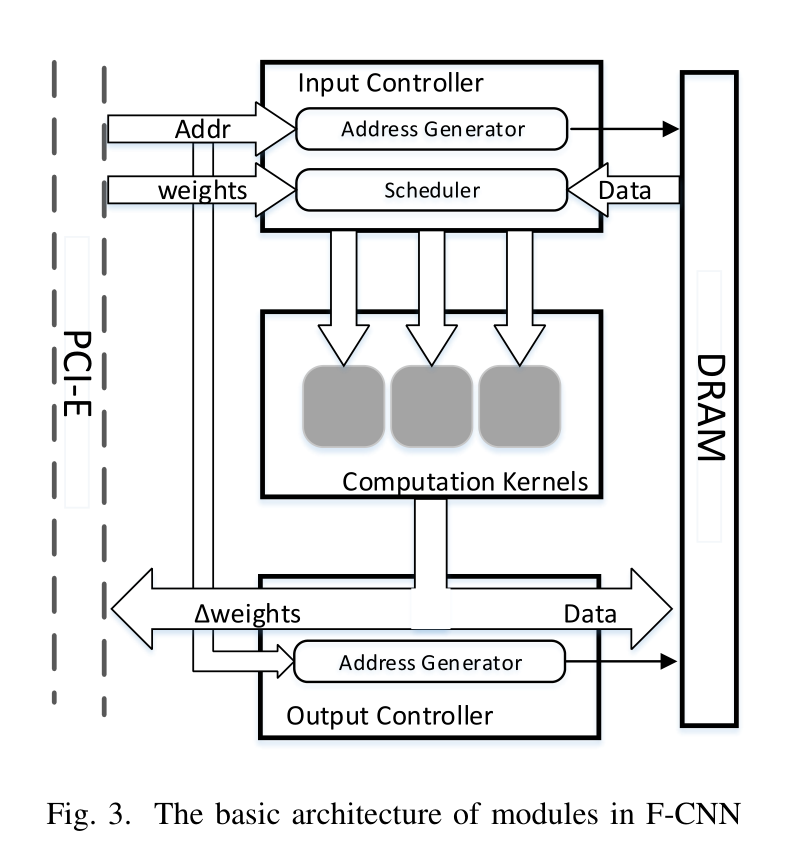 Input Controller
Addr
Address Generator
weights
Scheduler
Data
PCI-E
DRAM
Computation Kernels
Δweights
Data
Address Generator
Output Controller
Fig. 3. The basic architecture of modules in F-CNN